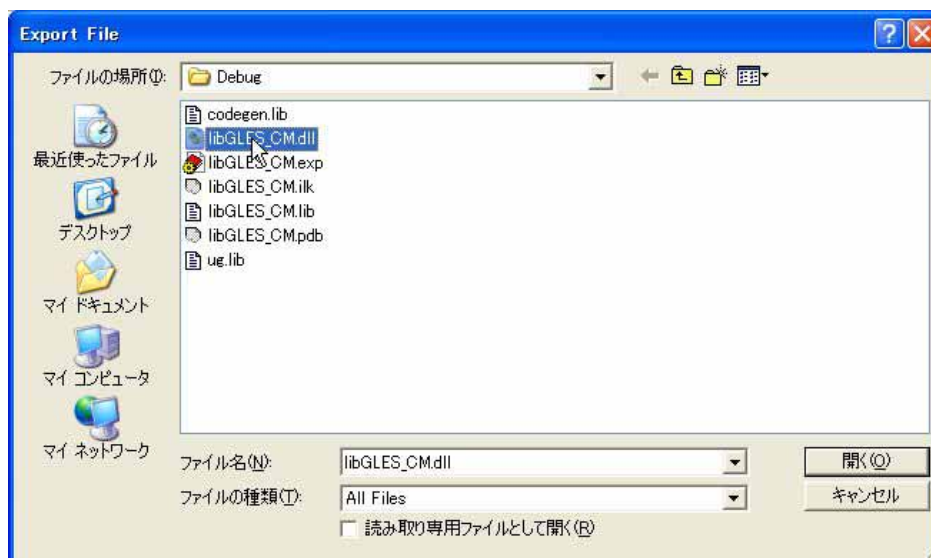 Export File
ファイルの場所(I):
Debug
最近使ったファイル
デスクトップ
マイ ドキュメント
マイ コンピュータ
マイ ネットワーク
codegen.lib
libGLES_CM.dll
libGLES_CM.exp
libGLES_CM.ilk
libGLES_CM.lib
libGLES_CM.pdb
ug.lib
ファイル名(N):
libGLES_CM.dll
開く(O)
ファイルの種類(T):
All Files
キャンセル
読み取り専用ファイルとして開く(R)